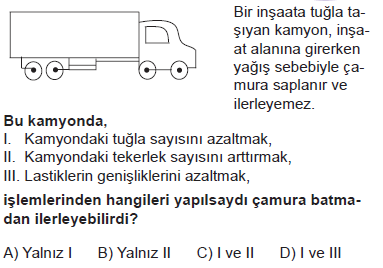 Bir inşaata tuğla ta-
şıyan kamyon, inşa-
at alanına girerken
yağış sebebiyle ça-
mura saplanır ve
ilerleyemez.
Bu kamyonda,
I. Kamyondaki tuğla sayısını azaltmak,
II. Kamyondaki tekerlek sayısını arttırmak,
III. Lastiklerin genişliklerini azaltmak,
işlemlerinden hangileri yapılsaydı çamura batma-
dan ilerleyebilirdi?
A) Yalnız I B) Yalnız II C) I ve II D) I ve III